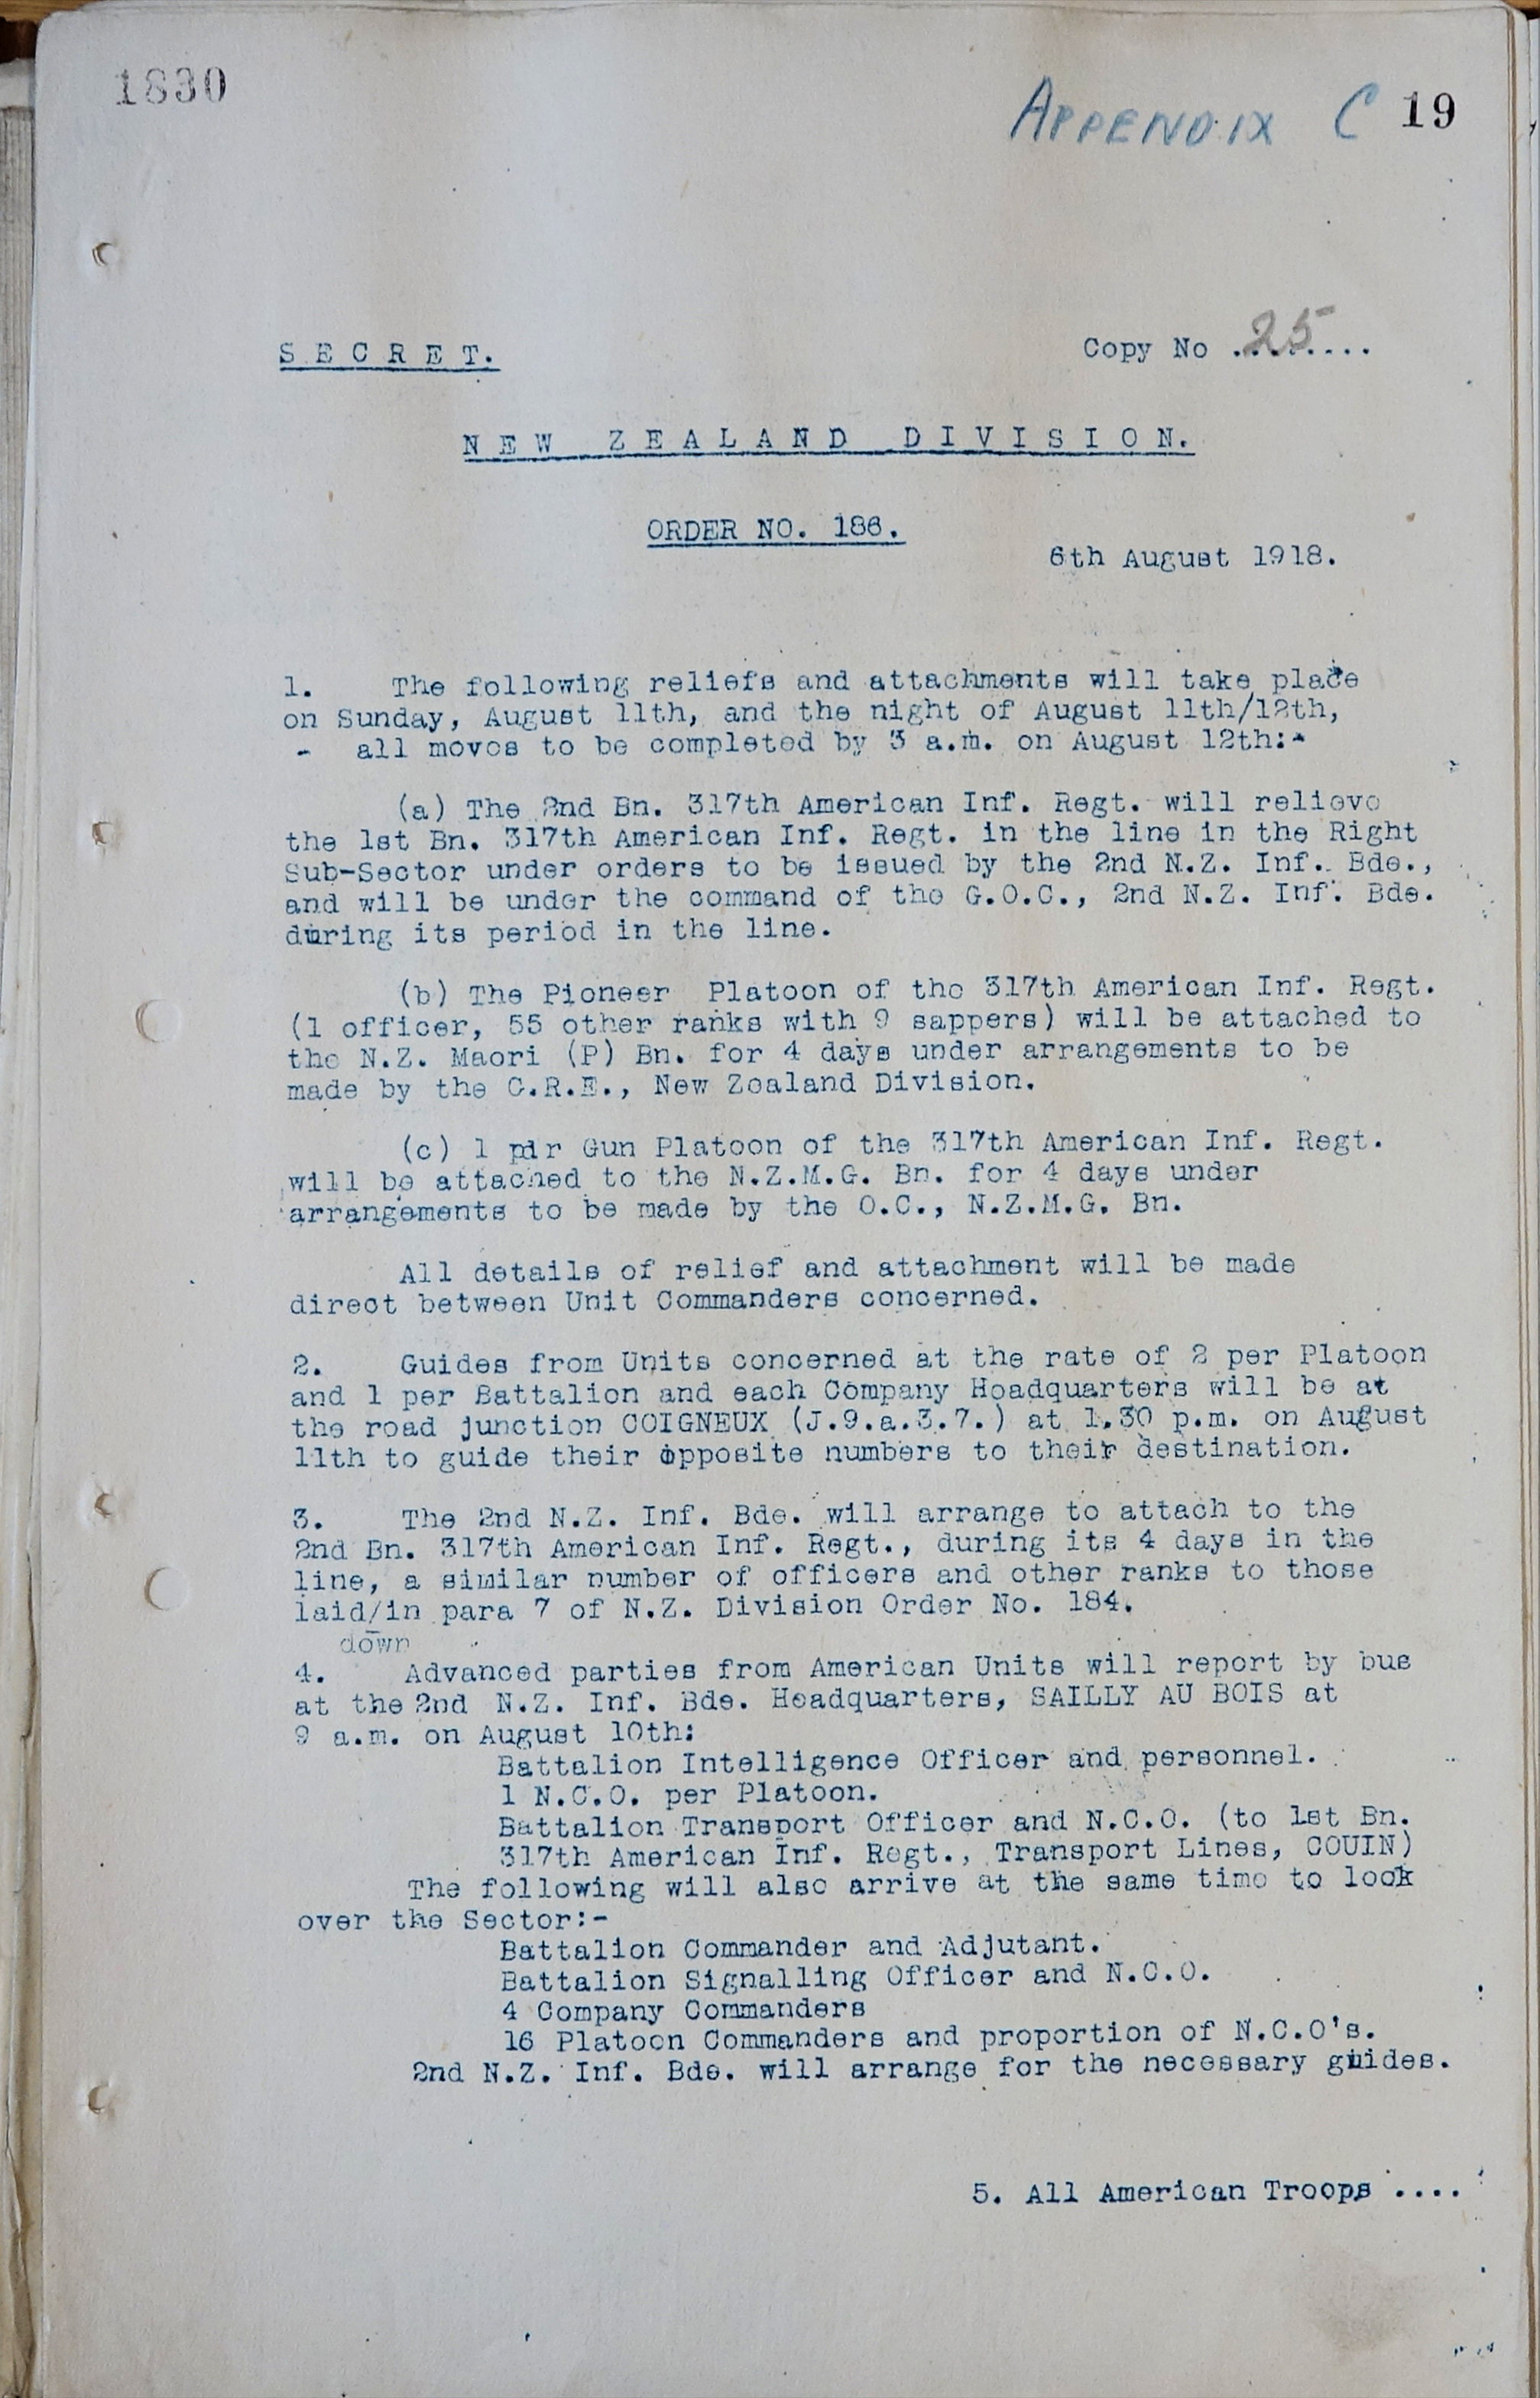 1830
APPENDIX C 19
SECRET.
Copy No 25........
NEW ZEALAND DIVISION.
ORDER NO. 186.
6th August 1918.
1. The following reliefs and attachments will take place
on Sunday, August 11th, and the night of August 11th/12th,
- all moves to be completed by 3 a.m. on August 12th:-
(a) The 2nd Bn. 317th American Inf. Regt. will relieve
the 1st Bn. 317th American Inf. Regt. in the line in the Right
Sub-Sector under orders to be issued by the 2nd N.Z. Inf. Bde.,
and will be under the command of the G.O.C., 2nd N.Z. Inf. Bde.
during its period in the line.
(b) The Pioneer Platoon of the 317th American Inf. Regt.
(1 officer, 55 other ranks with 9 sappers) will be attached to
the N.Z. Maori (P) Bn. for 4 days under arrangements to be
made by the C.R.E., New Zealand Division.
(c) 1 pdr Gun Platoon of the 317th American Inf. Regt.
will be attached to the N.Z.M.G. Bn. for 4 days under
arrangements to be made by the O.C., N.Z.M.G. Bn.
All details of relief and attachment will be made
direct between Unit Commanders concerned.
2. Guides from Units concerned at the rate of 2 per Platoon
and 1 per Battalion and each Company Headquarters will be at
the road junction COIGNEUX (J.9.a.3.7.) at 1.30 p.m. on August
11th to guide their opposite numbers to their destination.
3. The 2nd N.Z. Inf. Bde. will arrange to attach to the
2nd Bn. 317th American Inf. Regt., during its 4 days in the
line, a similar number of officers and other ranks to those
laid/in para 7 of N.Z. Division Order No. 184.
down
4. Advanced parties from American Units will report by bus
at the 2nd N.Z. Inf. Bde. Headquarters, SAILLY AU BOIS at
9 a.m. on August 10th:
Battalion Intelligence Officer and personnel.
1 N.C.O. per Platoon.
Battalion Transport Officer and N.C.O. (to 1st Bn.
317th American Inf. Regt., Transport Lines, COUIN)
The following will also arrive at the same time to look
over the Sector:-
Battalion Commander and Adjutant.
Battalion Signalling Officer and N.C.O.
4 Company Commanders
16 Platoon Commanders and proportion of N.C.O's.
2nd N.Z. Inf. Bde. will arrange for the necessary guides.
5. All American Troops ....